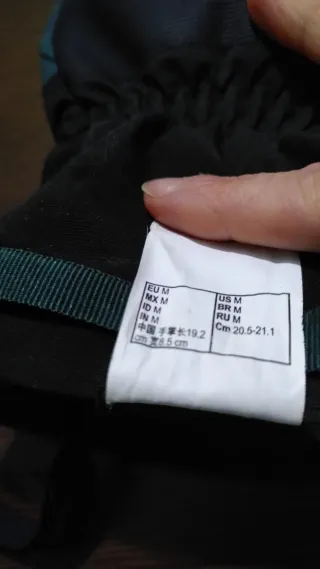 EU M
MX M
ID M
IN M
中国 手掌长19.2
cm 宽8.5 cm
US M
BR M
RU M
Cm 20.5-21.1